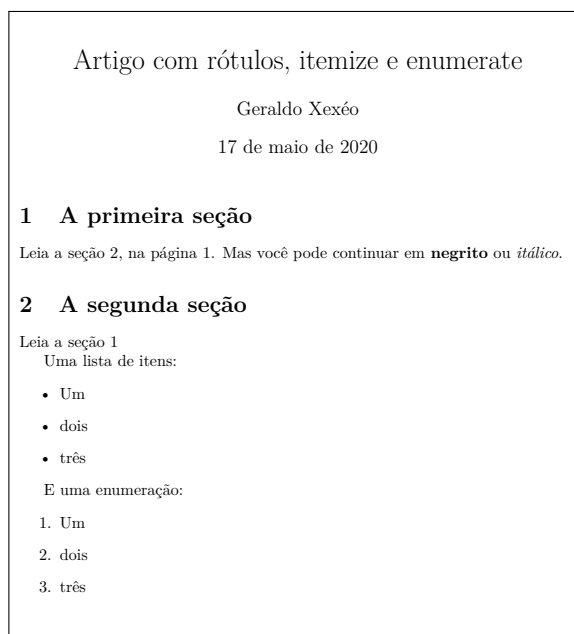 Artigo com rótulos, itemize e enumerate
Geraldo Xexéo
17 de maio de 2020
1 A primeira seção
Leia a seção 2, na página 1. Mas você pode continuar em negrito ou itálico.
2 A segunda seção
Leia a seção 1
Uma lista de itens:
• Um
• dois
• três
E uma enumeração:
1. Um
2. dois
3. três